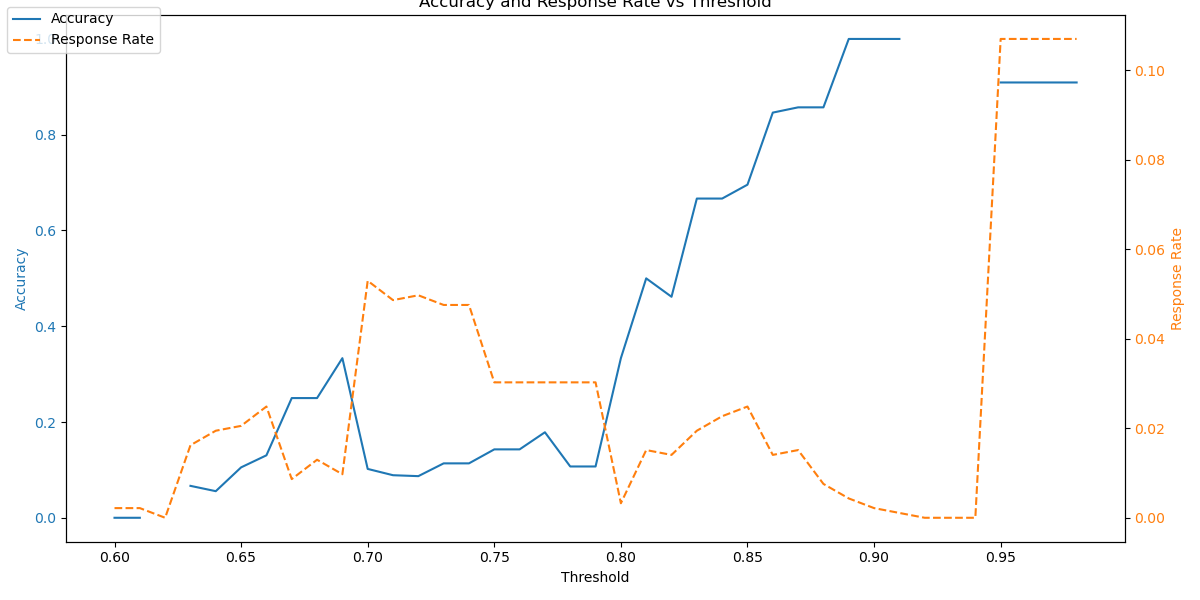 Accuracy and Response Rate vs Threshold
Accuracy
Response Rate
0.8
0.6
0.4
0.2
0.0
Accuracy
0.10
0.08
0.06
0.04
0.02
0.00
Response Rate
0.60 0.65 0.70 0.75 0.80 0.85 0.90 0.95
Threshold